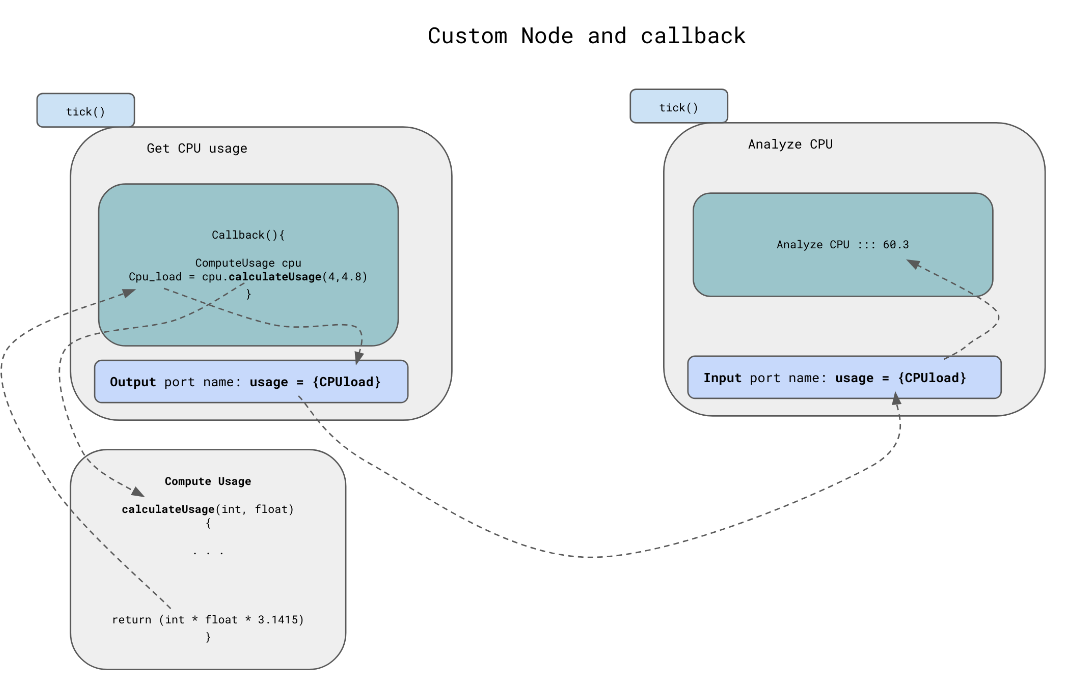 Custom Node and callback
tick()
Get CPU usage
Callback(){
ComputeUsage cpu
Cpu_load = cpu.calculateUsage(4,4.8)
}
Output port name: usage = {CPUload}
Compute Usage
calculateUsage(int, float)
{
. . .
return (int * float * 3.1415)
}
tick()
Analyze CPU
Analyze CPU ::: 60.3
Input port name: usage = {CPUload}